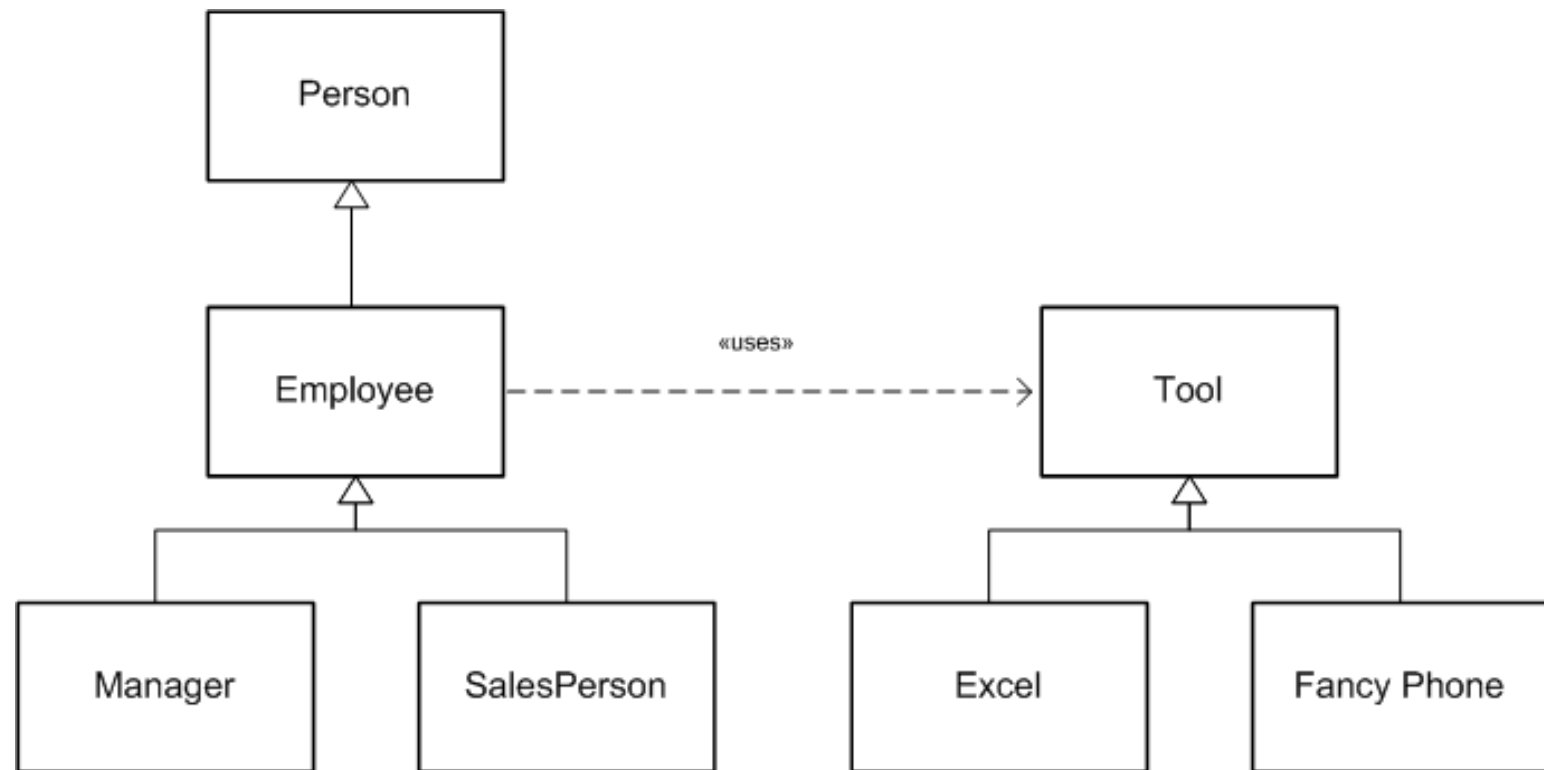 Person
«uses»
Employee
Tool
Manager
SalesPerson
Excel
Fancy Phone